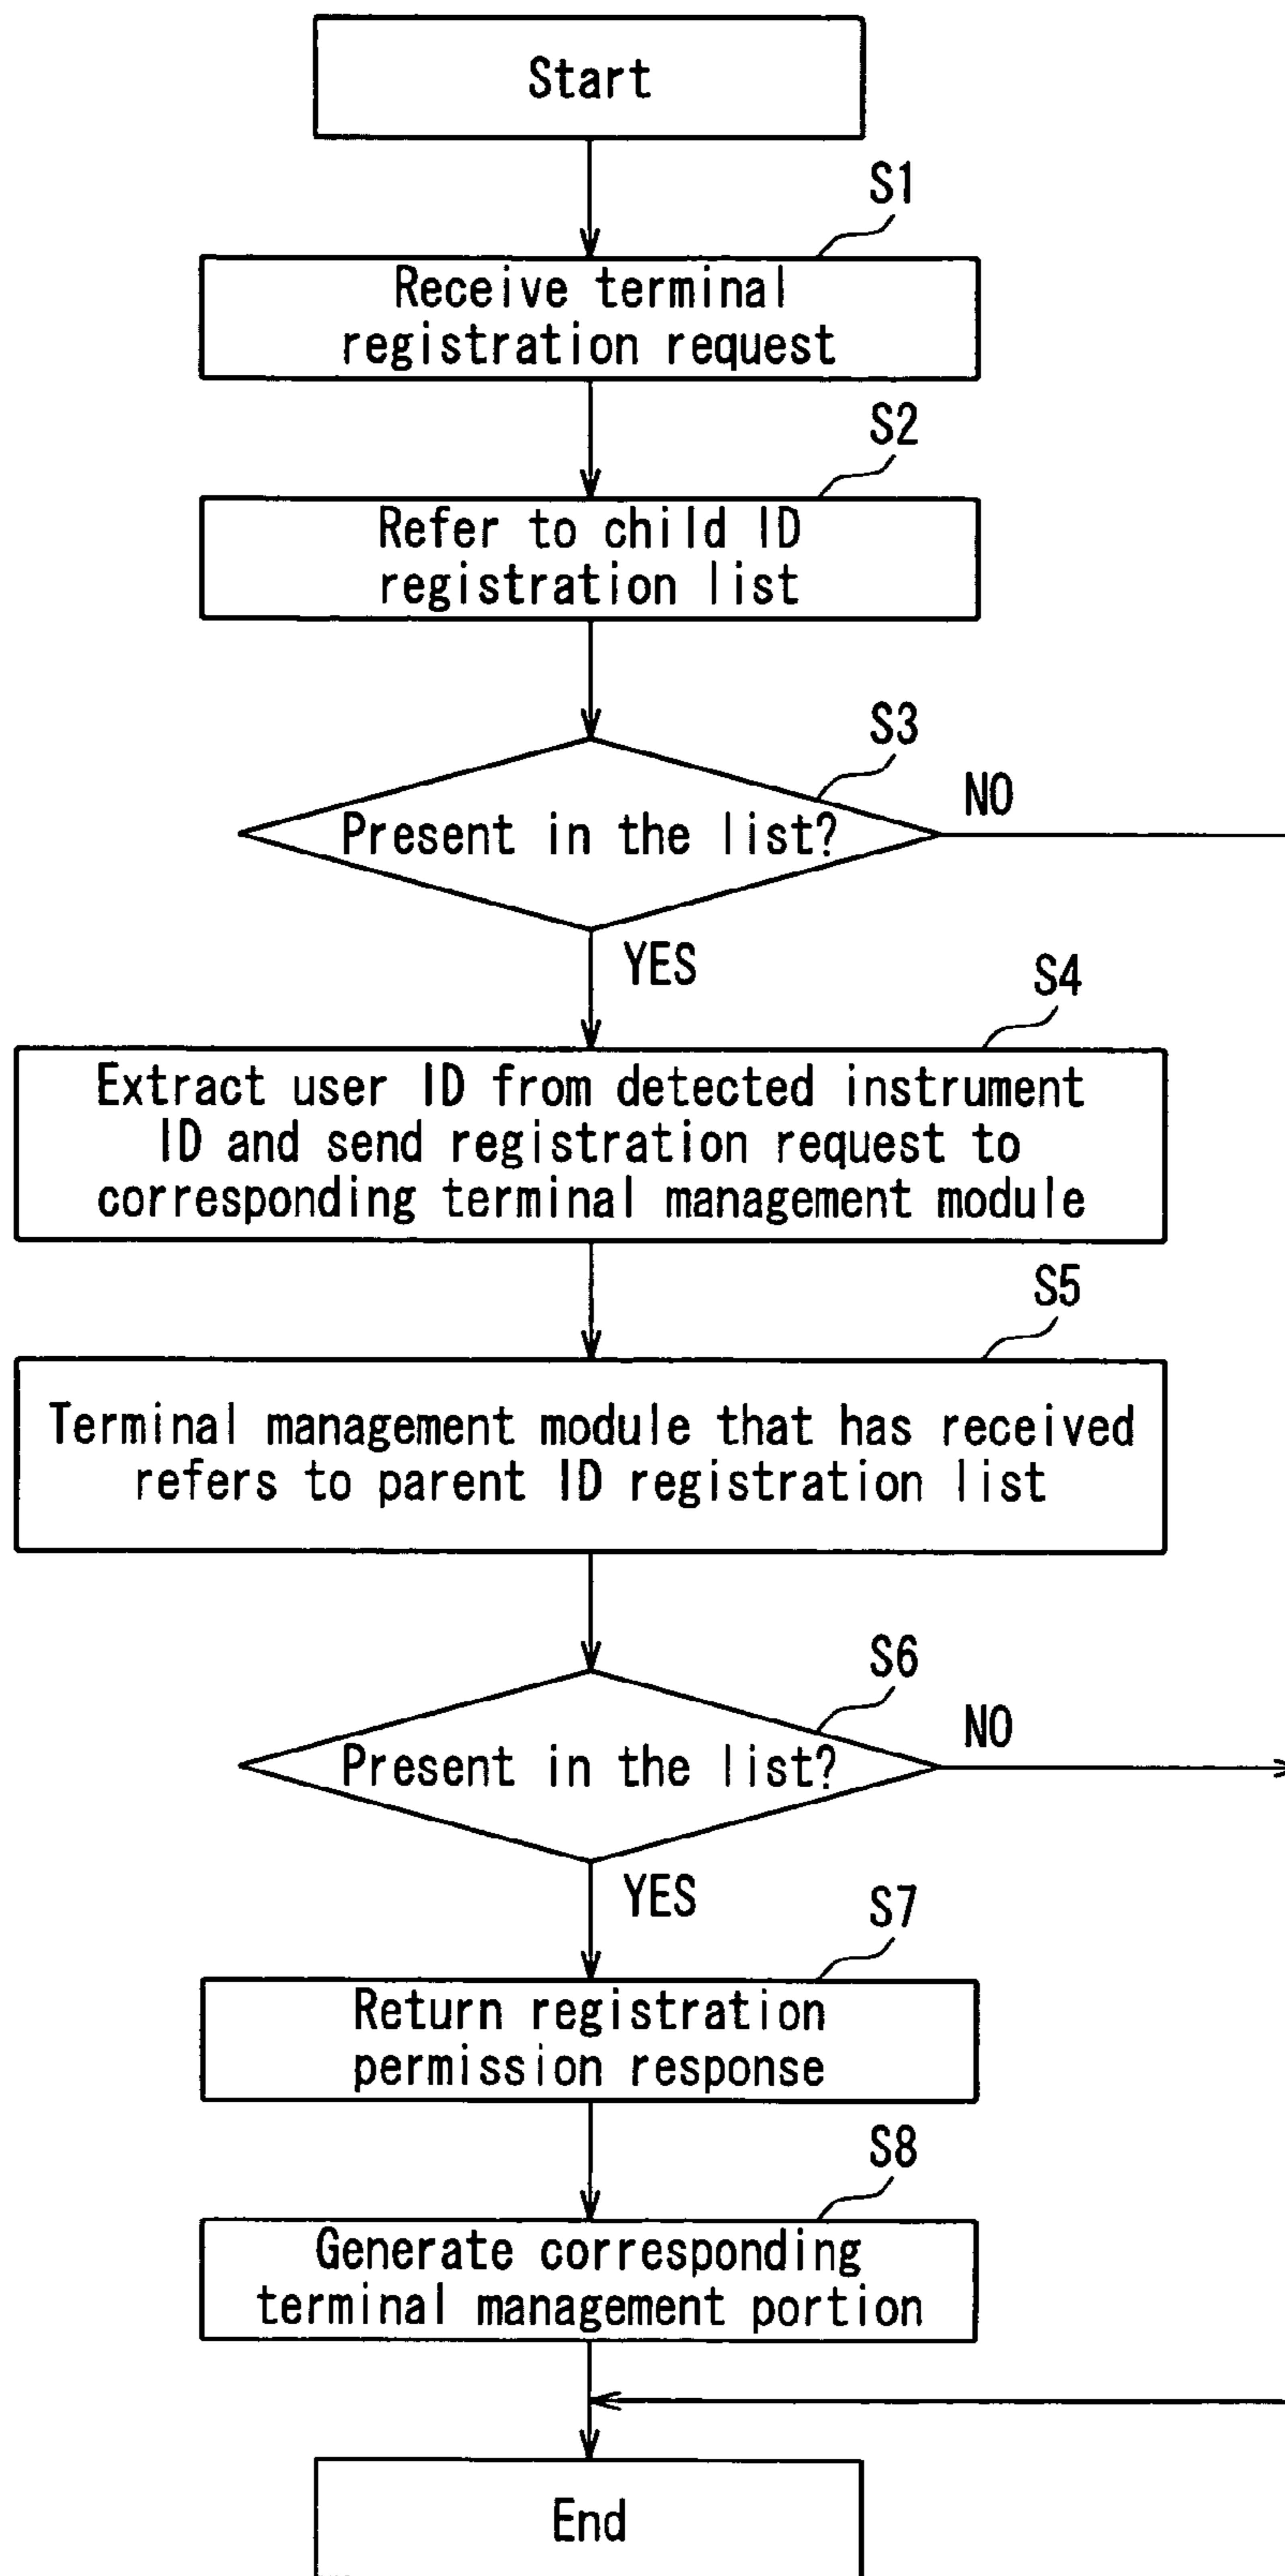 Start
S1
Receive terminal
registration request
S2
Refer to child ID
registration list
S3
Present in the list?
NO
YES
S4
Extract user ID from detected instrument
ID and send registration request to
corresponding terminal management module
S5
Terminal management module that has received
refers to parent ID registration list
S6
Present in the list?
NO
YES
S7
Return registration
permission response
S8
Generate corresponding
terminal management portion
End